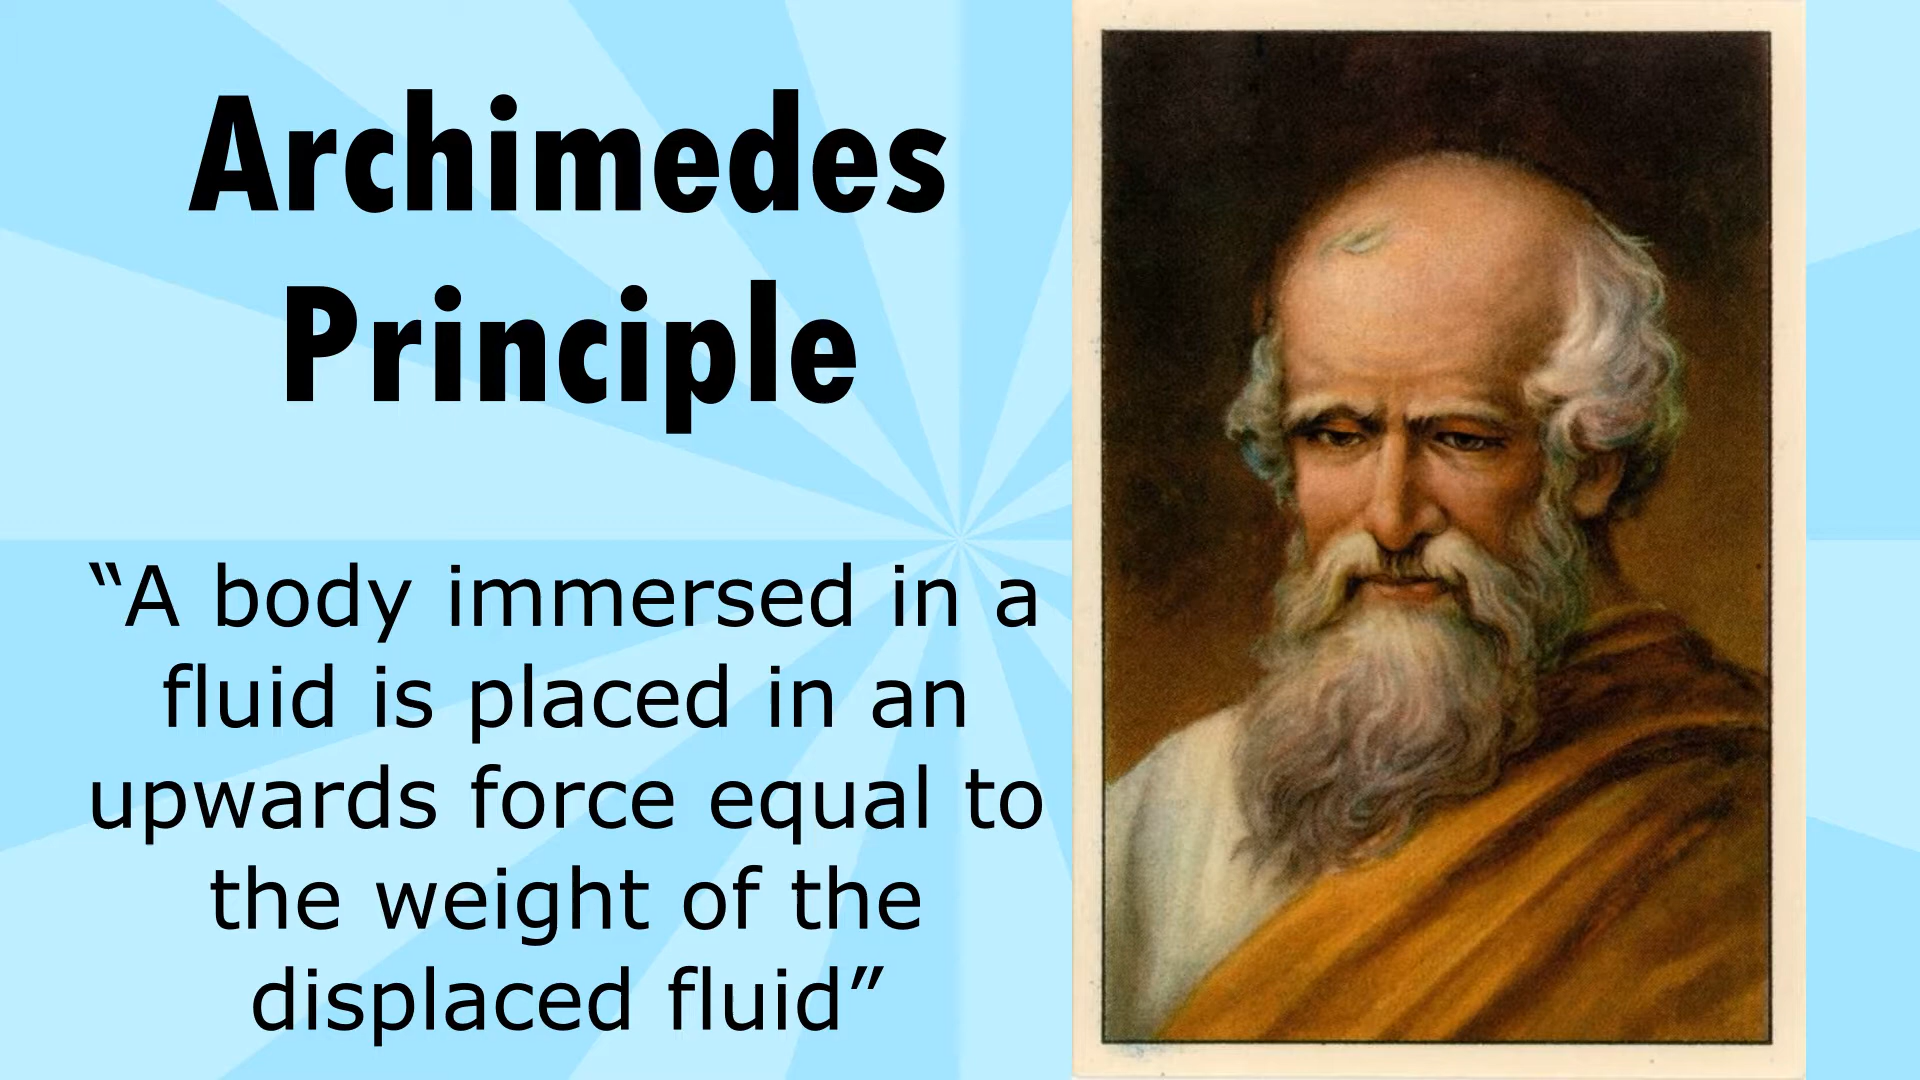 Archimedes
Principle
“A body immersed in a
fluid is placed in an
upwards force equal to
the weight of the
displaced fluid”